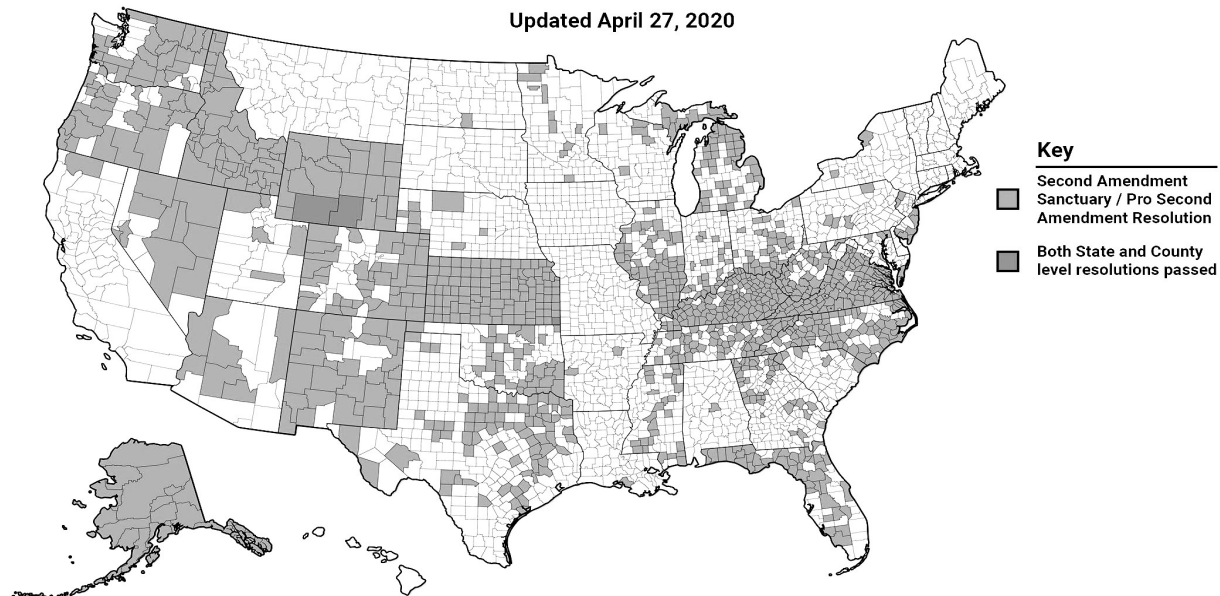 Updated April 27, 2020
Key
Second Amendment
Sanctuary / Pro Second
Amendment Resolution
Both State and County
level resolutions passed